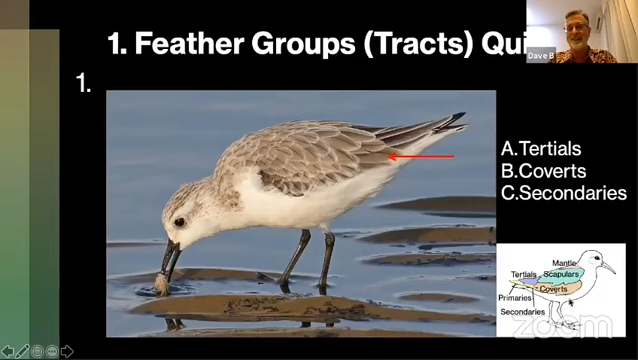 1. Feather Groups (Tracts) Qui
Dave B
1.
A.Tertials
B.Coverts
C.Secondaries
Mantle
Tertials
Scapulars
Coverts
Primaries
Secondaries
zoom